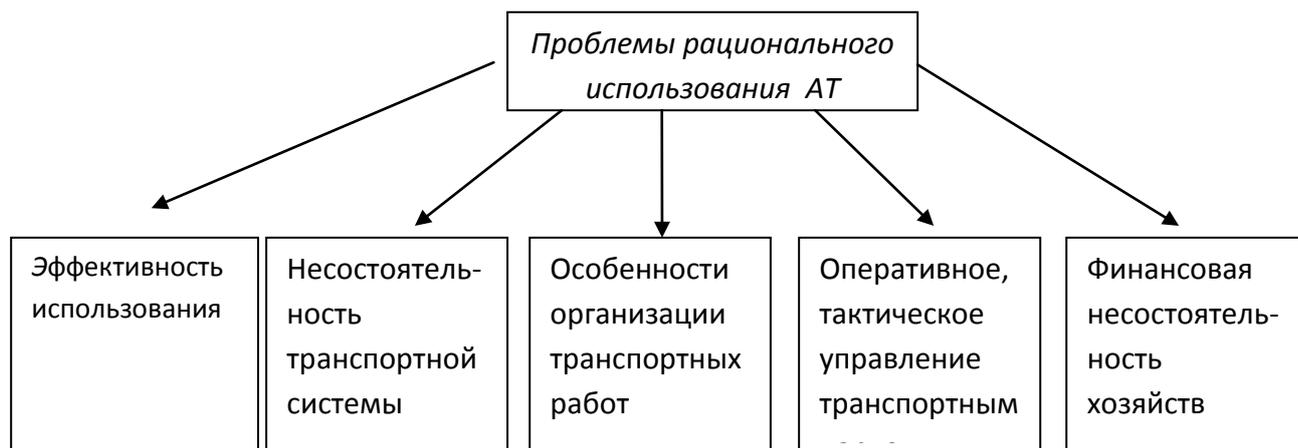 Проблемы рационального
использования АТ
Эффективность
использования
Несостоятель-
ность
транспортной
системы
Особенности
организации
транспортных
работ
Оперативное,
тактическое
управление
транспортным
Финансовая
несостоятель-
ность
хозяйств